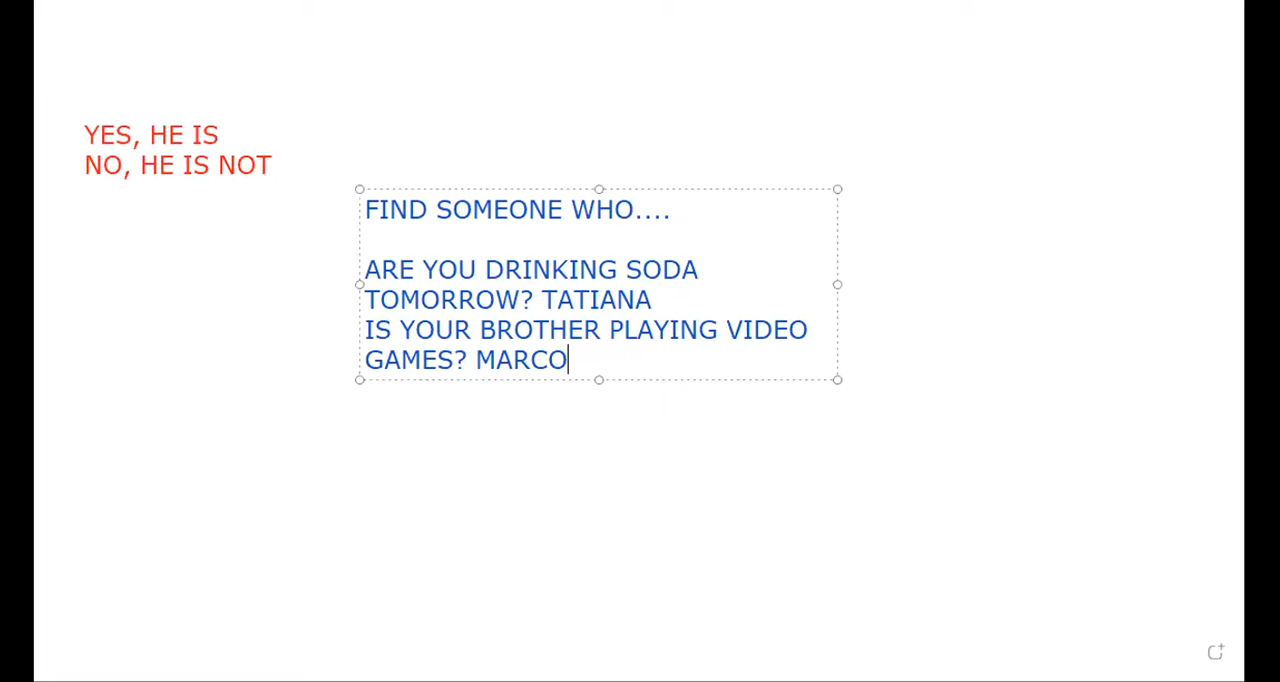 YES, HE IS
NO, HE IS NOT
FIND SOMEONE WHO....
ARE YOU DRINKING SODA
TOMORROW? TATIANA
IS YOUR BROTHER PLAYING VIDEO
GAMES? MARCO